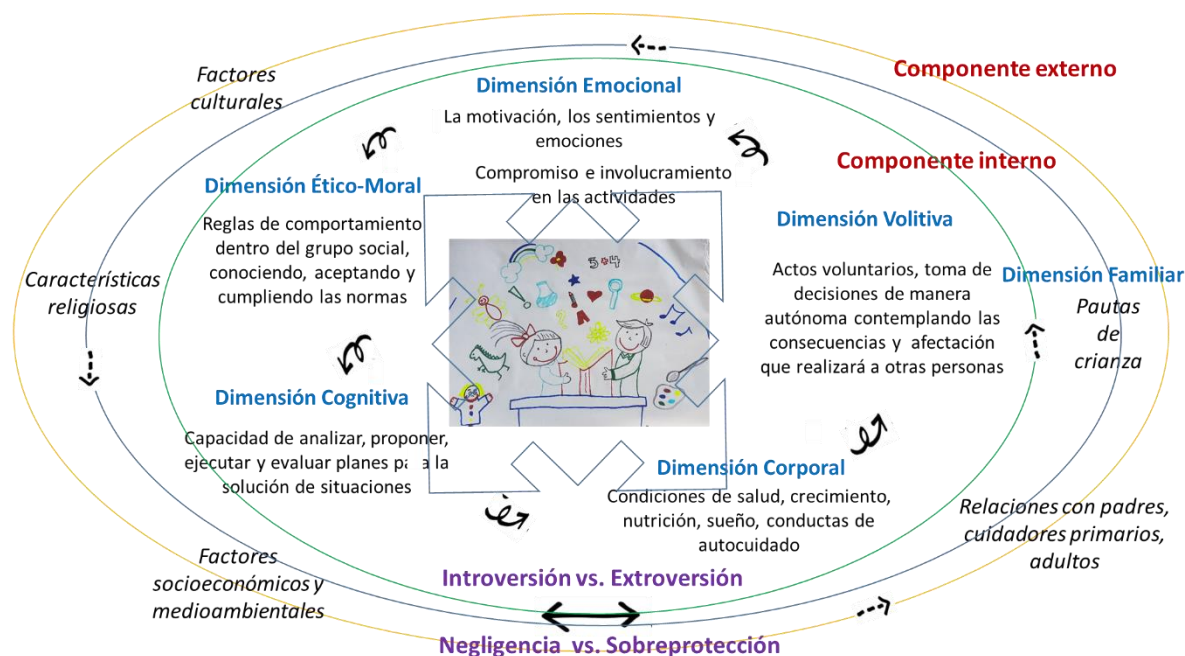 Componente externo
Factores
culturales
Dimensión Emocional
La motivación, los sentimientos y
emociones
Compromiso e involucramiento
en las actividades
Componente interno
Dimensión Ético-Moral
Reglas de comportamiento
dentro del grupo social,
conociendo, aceptando y
cumpliendo las normas
Dimensión Volitiva
Actos voluntarios, toma de
decisiones de manera
autónoma contemplando las
consecuencias y afectación
que realizará a otras personas
Características
religiosas
Dimensión Familiar
Pautas
de
crianza
5+4
Dimensión Cognitiva
Capacidad de analizar, proponer,
ejecutar y evaluar planes para la
solución de situaciones
Dimensión Corporal
Condiciones de salud, crecimiento,
nutrición, sueño, conductas de
autocuidado
Relaciones con padres,
cuidadores primarios,
adultos
Factores
socioeconómicos y
medioambientales
Introversión vs. Extroversión
Negligencia vs. Sobreprotección